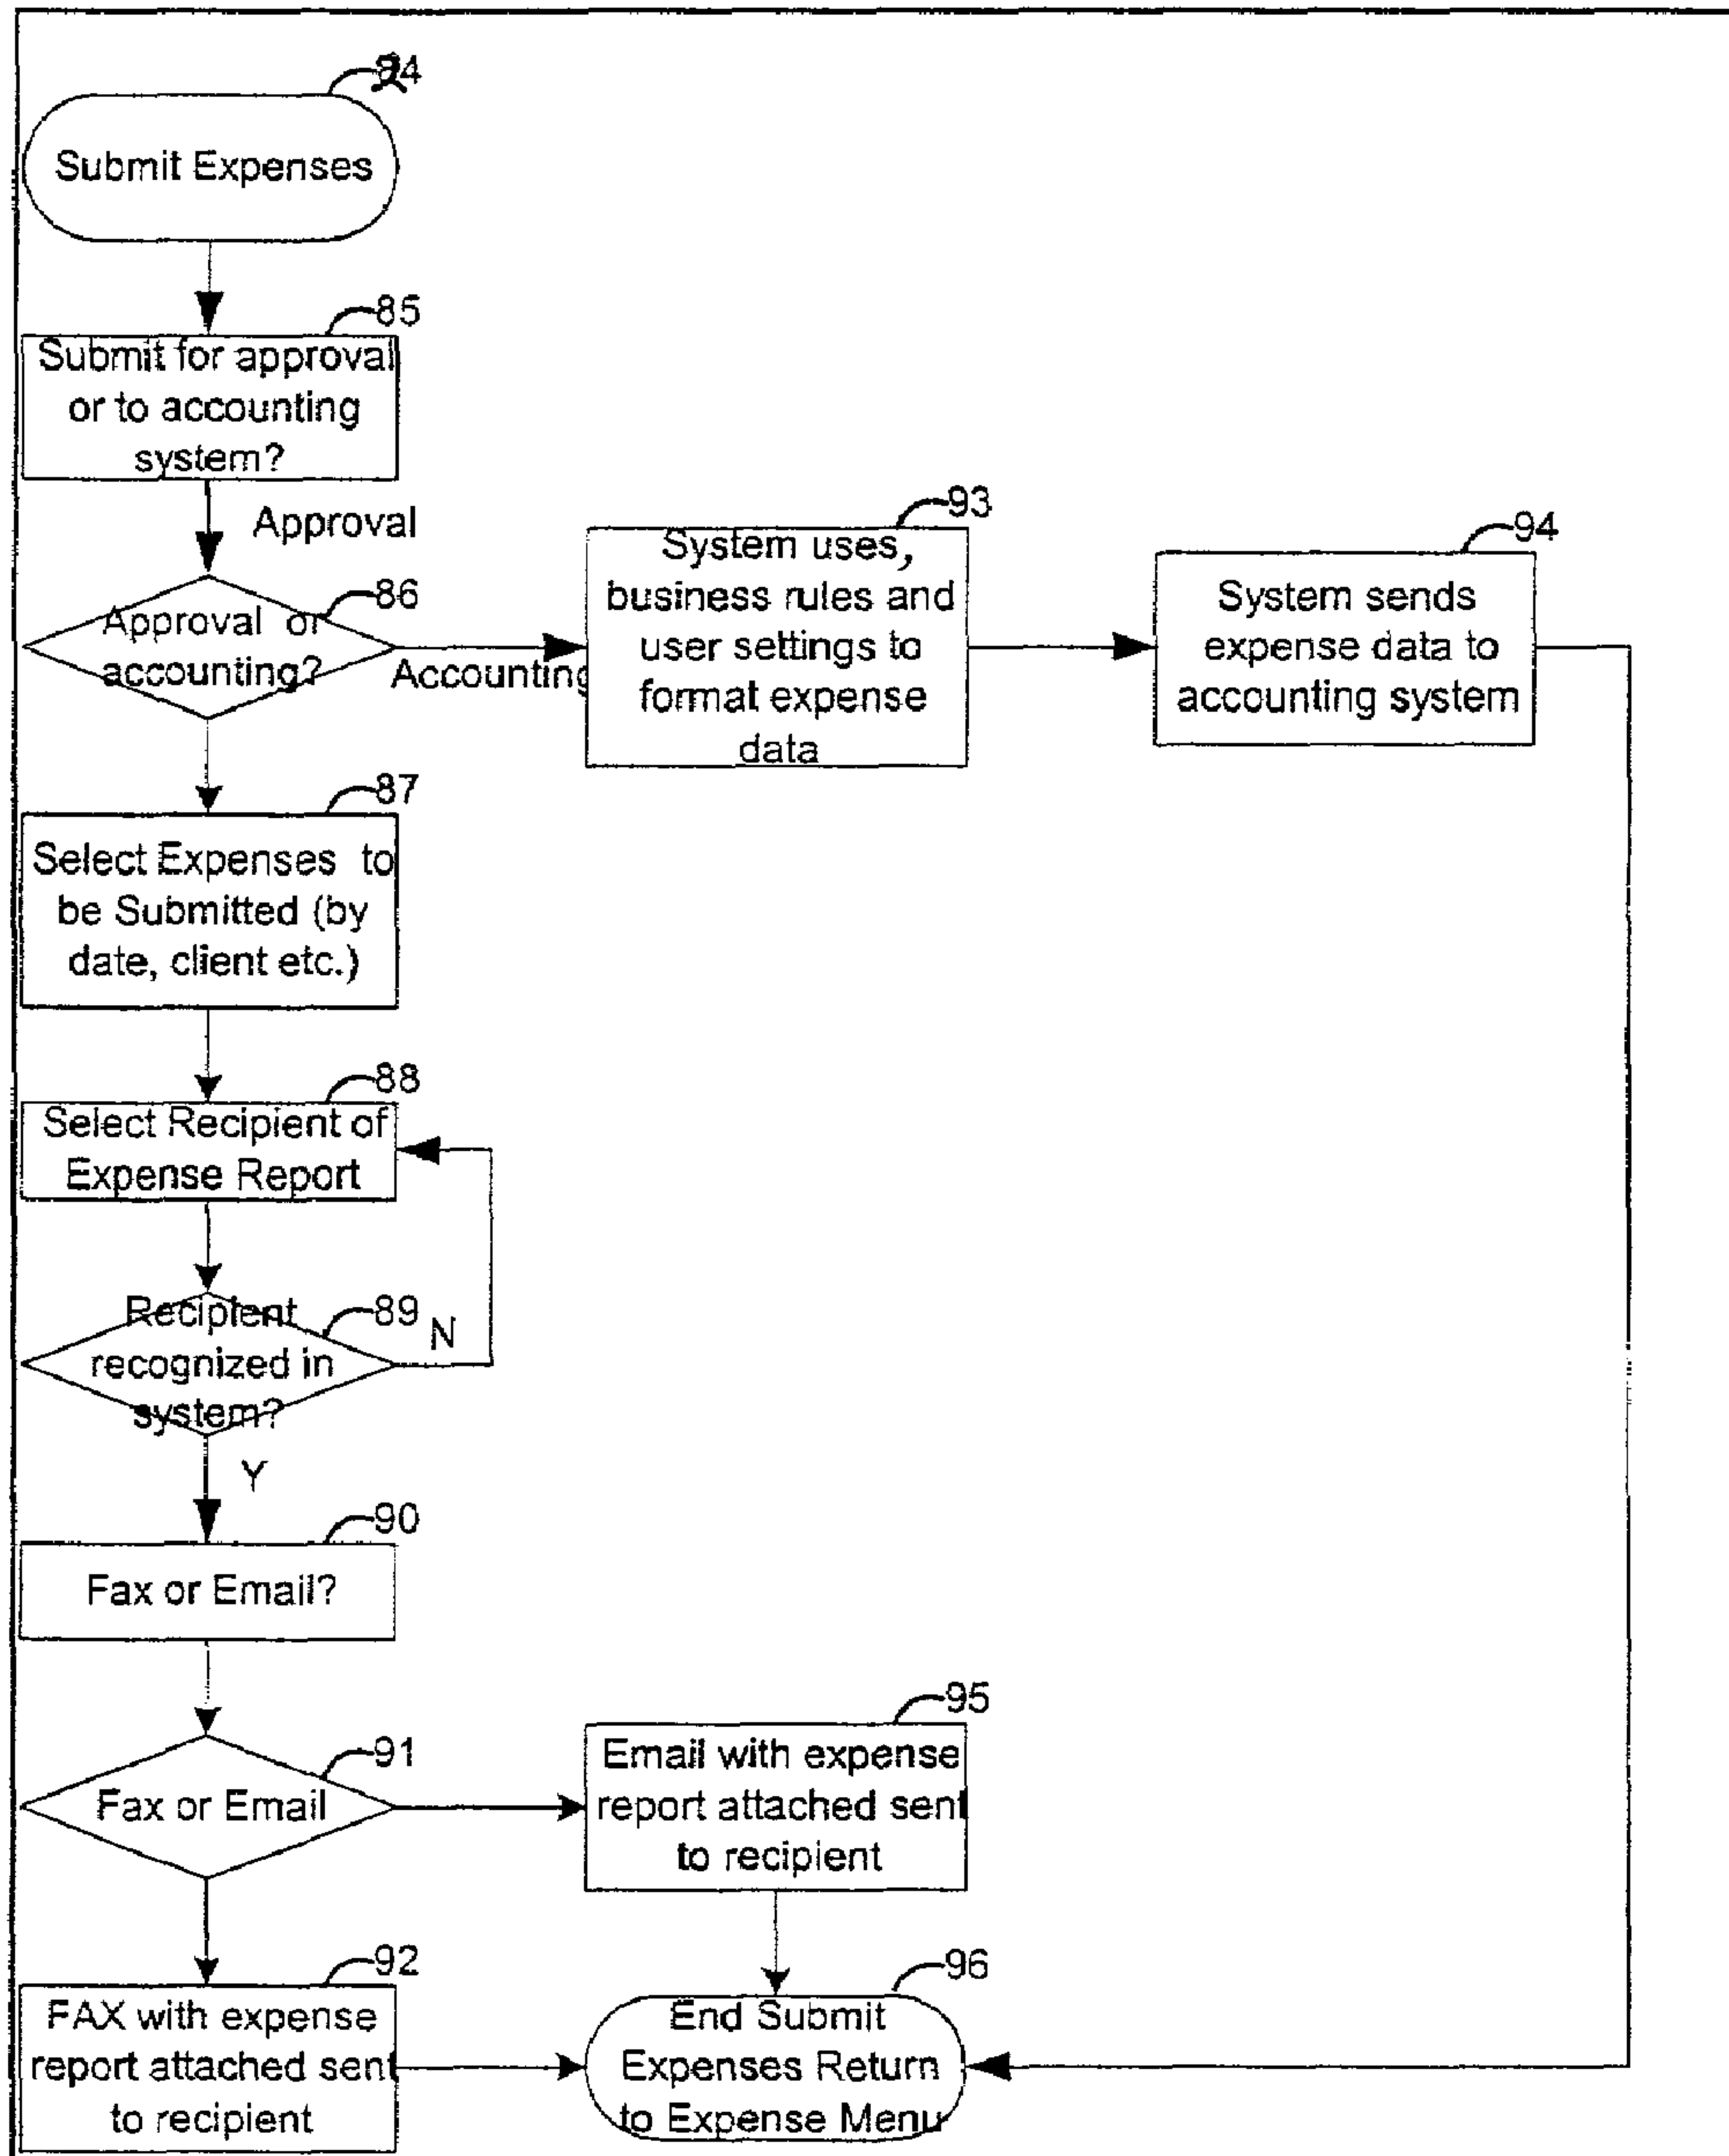 84
Submit Expenses
85
Submit for approval
or to accounting
system?
Approval
86
Approval or
accounting?
Accounting
93
System uses,
business rules and
user settings to
format expense
data
94
System sends
expense data to
accounting system
87
Select Expenses to
be Submitted (by
date, client etc.)
88
Select Recipient of
Expense Report
89
Recipient
recognized in
system?
N
Y
90
Fax or Email?
91
Fax or Email
95
Email with expense
report attached sent
to recipient
92
FAX with expense
report attached sent
to recipient
96
End Submit
Expenses Return
to Expense Menu